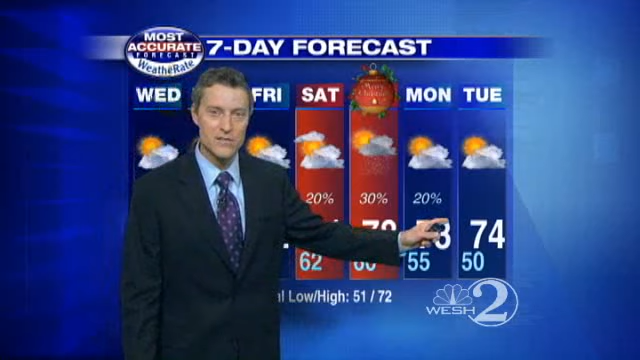 MOST
ACCURATE
FORECAST
WeatheRate
7-DAY FORECAST
WED FRI SAT Merry Christmas MON TUE
20% 30% 20%
74
62 60 55 50
Low/High: 51 / 72
WESH 2